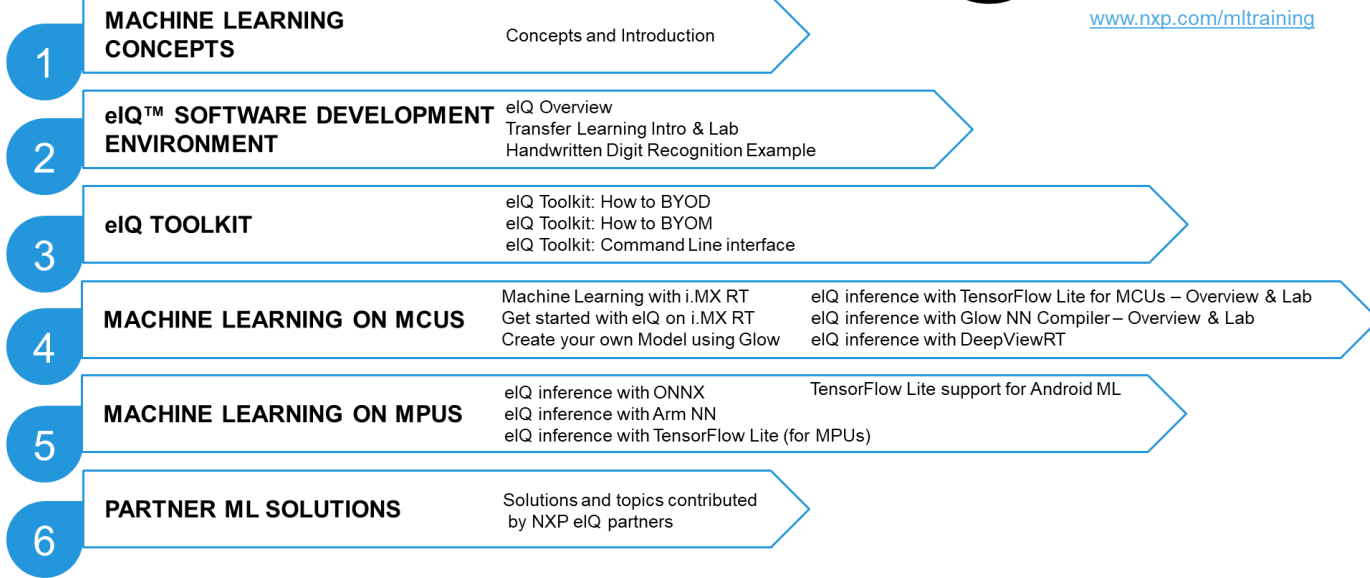 www.nxp.com/mltraining
1
MACHINE LEARNING
CONCEPTS
Concepts and Introduction
2
eIQ™ SOFTWARE DEVELOPMENT
ENVIRONMENT
eIQ Overview
Transfer Learning Intro & Lab
Handwritten Digit Recognition Example
3
eIQ TOOLKIT
eIQ Toolkit: How to BYOD
eIQ Toolkit: How to BYOM
eIQ Toolkit: Command Line interface
4
MACHINE LEARNING ON MCUS
Machine Learning with i.MX RT
Get started with eIQ on i.MX RT
Create your own Model using Glow
eIQ inference with TensorFlow Lite for MCUs – Overview & Lab
eIQ inference with Glow NN Compiler – Overview & Lab
eIQ inference with DeepViewRT
5
MACHINE LEARNING ON MPUS
eIQ inference with ONNX
eIQ inference with Arm NN
eIQ inference with TensorFlow Lite (for MPUs)
TensorFlow Lite support for Android ML
6
PARTNER ML SOLUTIONS
Solutions and topics contributed
by NXP eIQ partners